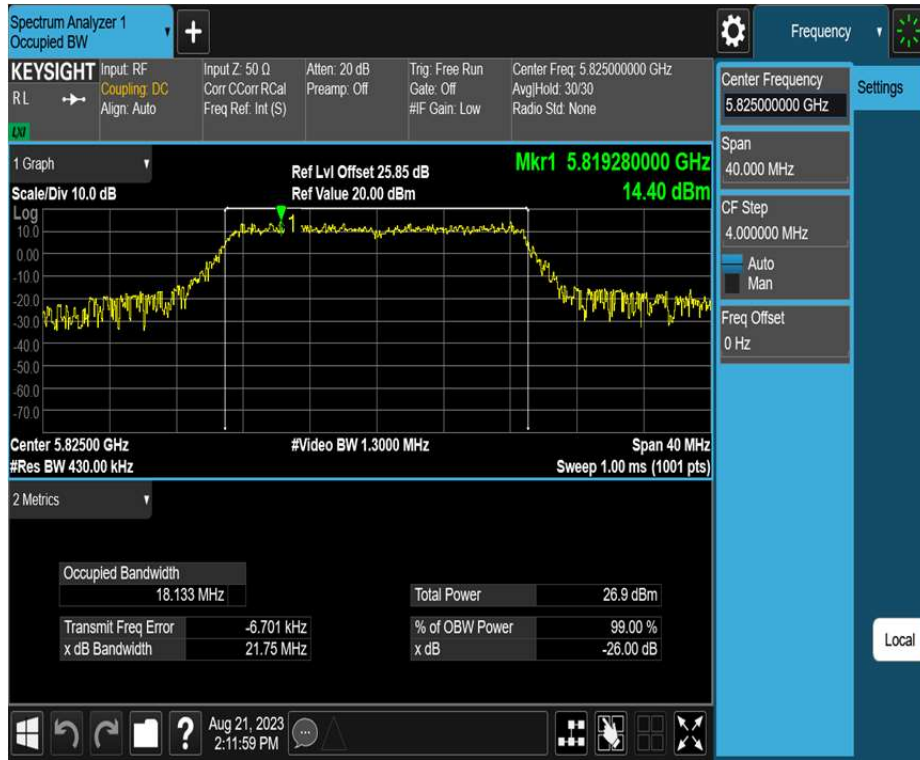 Spectrum Analyzer 1
Occupied BW
+
Frequency
KEYSIGHT
RL
LXI
Input: RF
Coupling: DC
Align: Auto
Input Z: 50 Ω
Corr CCorr RCal
Freq Ref: Int (S)
Atten: 20 dB
Preamp: Off
Trig: Free Run
Gate: Off
#IF Gain: Low
Center Freq: 5.825000000 GHz
Avg|Hold: 30/30
Radio Std: None
Center Frequency
5.825000000 GHz
Settings
Span
40.000 MHz
CF Step
4.000000 MHz
Auto
Man
Freq Offset
0 Hz
1 Graph
Scale/Div 10.0 dB
Ref Lvl Offset 25.85 dB
Ref Value 20.00 dBm
Mkr1 5.819280000 GHz
14.40 dBm
Log
10.0
0.00
-10.0
-20.0
-30.0
-40.0
-50.0
-60.0
-70.0
1
Center 5.82500 GHz
#Video BW 1.3000 MHz
Span 40 MHz
#Res BW 430.00 kHz
Sweep 1.00 ms (1001 pts)
2 Metrics
Occupied Bandwidth
18.133 MHz
Total Power 26.9 dBm
Transmit Freq Error -6.701 kHz
% of OBW Power 99.00 %
x dB Bandwidth 21.75 MHz
x dB -26.00 dB
Local
?
Aug 21, 2023
2:11:59 PM